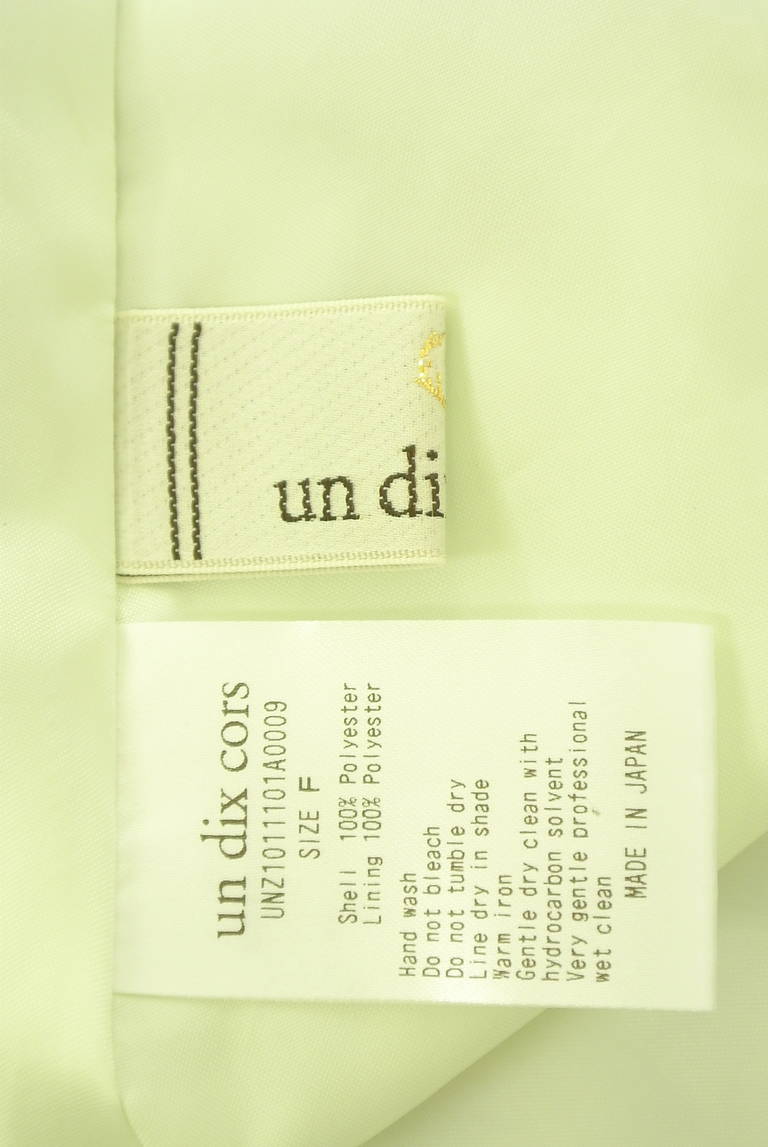 un di
un dix cors
UNZ1011101A0009
SIZE F
Shell 100% Polyester
Lining 100% Polyester
Hand wash
Do not bleach
Do not tumble dry
Line dry in shade
Warm iron
Gentle dry clean with
hydrocarbon solvent
Very gentle professional
wet clean
MADE IN JAPAN